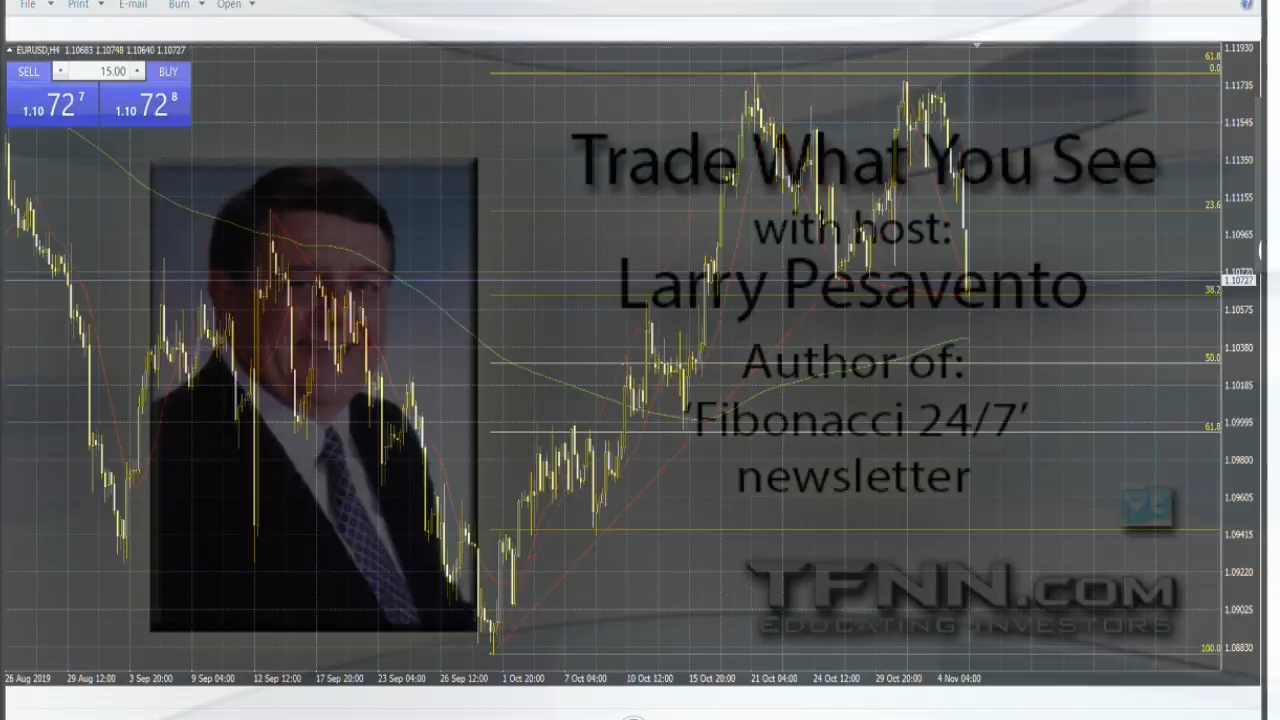 File Print E-mail Burn Open
EURUSD,H4 1.10683 1.10748 1.10640 1.10727
SELL 15.00 BUY
1.10 72 7 1.10 72 8
Trade What You See
with host:
Larry Pesavento
Author of:
'Fibonacci 24/7'
newsletter
TFNN.COM
EDUCATING INVESTORS
61.8
0.0
23.6
38.2
50.0
61.8
100.0
1.11930
1.11735
1.11545
1.11350
1.11155
1.10965
1.10727
1.10575
1.10380
1.10185
1.09995
1.09800
1.09605
1.09415
1.09220
1.09025
1.08830
26 Aug 2019 29 Aug 12:00 3 Sep 20:00 9 Sep 04:00 12 Sep 12:00 17 Sep 20:00 23 Sep 04:00 26 Sep 12:00 1 Oct 20:00 7 Oct 04:00 10 Oct 12:00 15 Oct 20:00 21 Oct 04:00 24 Oct 12:00 29 Oct 20:00 4 Nov 04:00